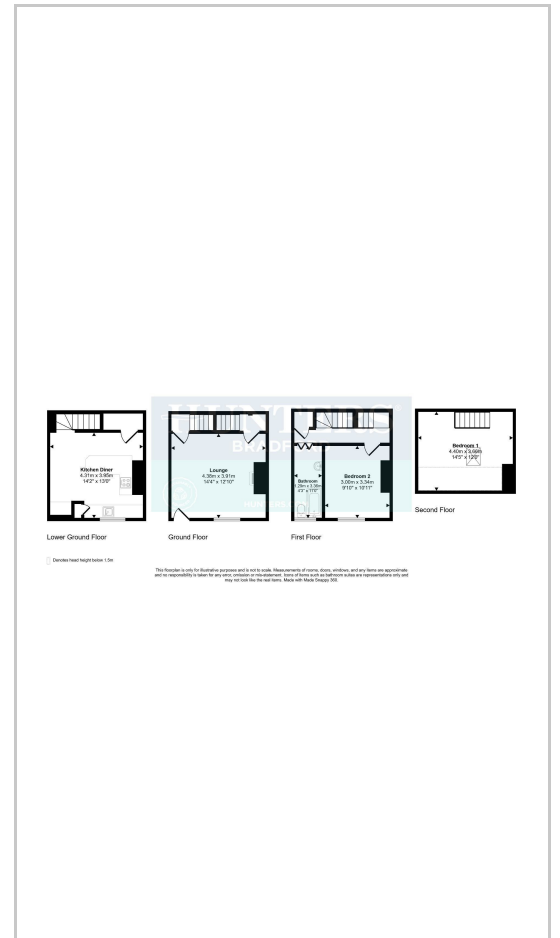 HUNTERS
BRADFORD
Kitchen Diner
4.31m x 3.95m
14'2" x 13'0"
Lounge
4.38m x 3.91m
14'4" x 12'10"
Bathroom
Bedroom 2
3.00m x 3.34m
9'10" x 10'11"
Bedroom 1
Lower Ground Floor
Ground Floor
First Floor
Second Floor
Denotes head height below 1.5m
This floorplan is only for illustrative purposes and is not to scale. Measurements of rooms, doors, windows, and any items are approximate
and no responsibility is taken for any error, omission or mis-statement. Icons of items such as bathroom suites are representations only and
may not look like the real items. Made with Made Snappy 360.